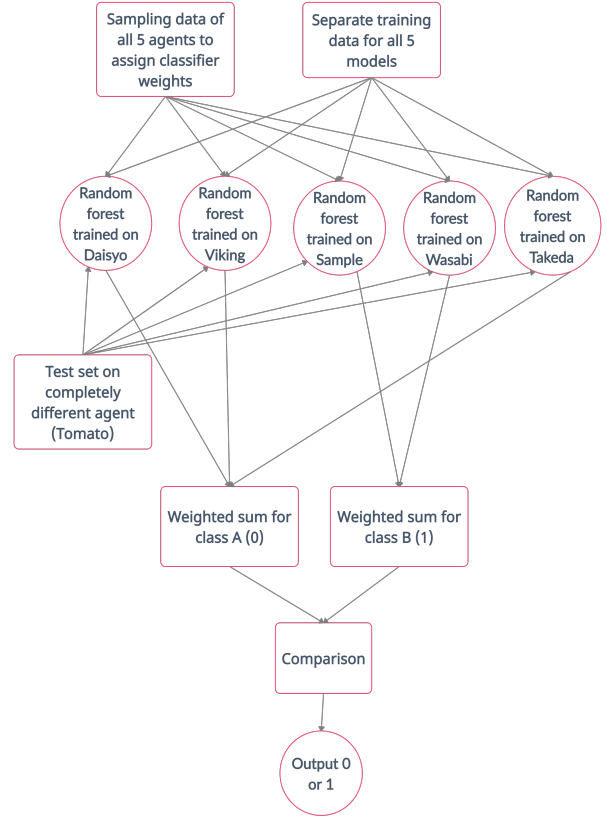 Sampling data of
all 5 agents to
assign classifier
weights
Separate training
data for all 5
models
Random
forest
trained on
Daisyo
Random
forest
trained on
Viking
Random
forest
trained on
Sample
Random
forest
trained on
Wasabi
Random
forest
trained on
Takeda
Test set on
completely
different agent
(Tomato)
Weighted sum for
class A (0)
Weighted sum for
class B (1)
Comparison
Output 0
or 1